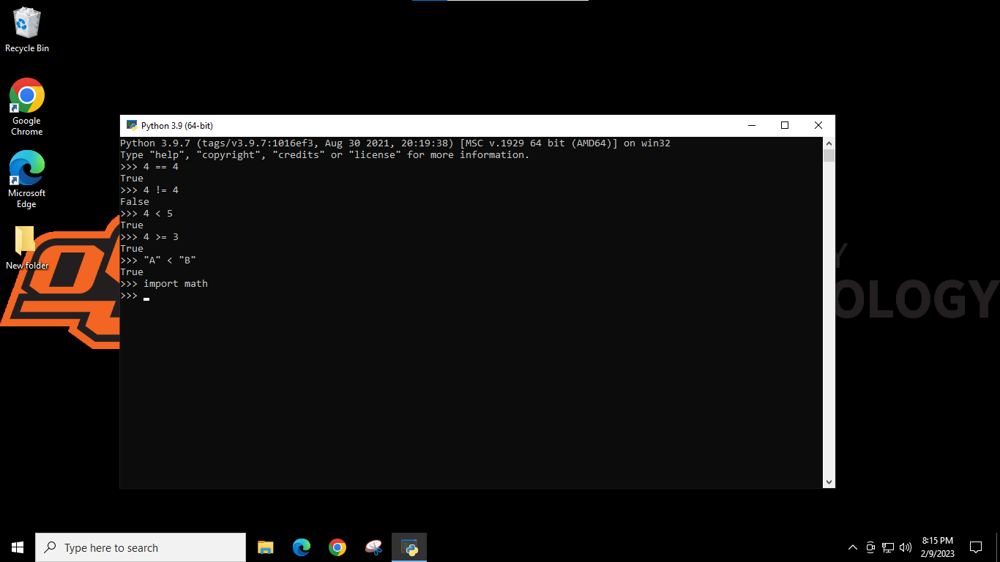 Recycle Bin
Google
Chrome
Microsoft
Edge
New folder
Python 3.9 (64-bit)
Python 3.9.7 (tags/v3.9.7:1016ef3, Aug 30 2021, 20:19:38) [MSC v.1929 64 bit (AMD64)] on win32
Type "help", "copyright", "credits" or "license" for more information.
>>> 4 == 4
True
>>> 4 != 4
False
>>> 4 < 5
True
>>> 4 >= 3
True
>>> "A" < "B"
True
>>> import math
>>>
Y
OLOGY
Type here to search
8:15 PM
2/9/2023